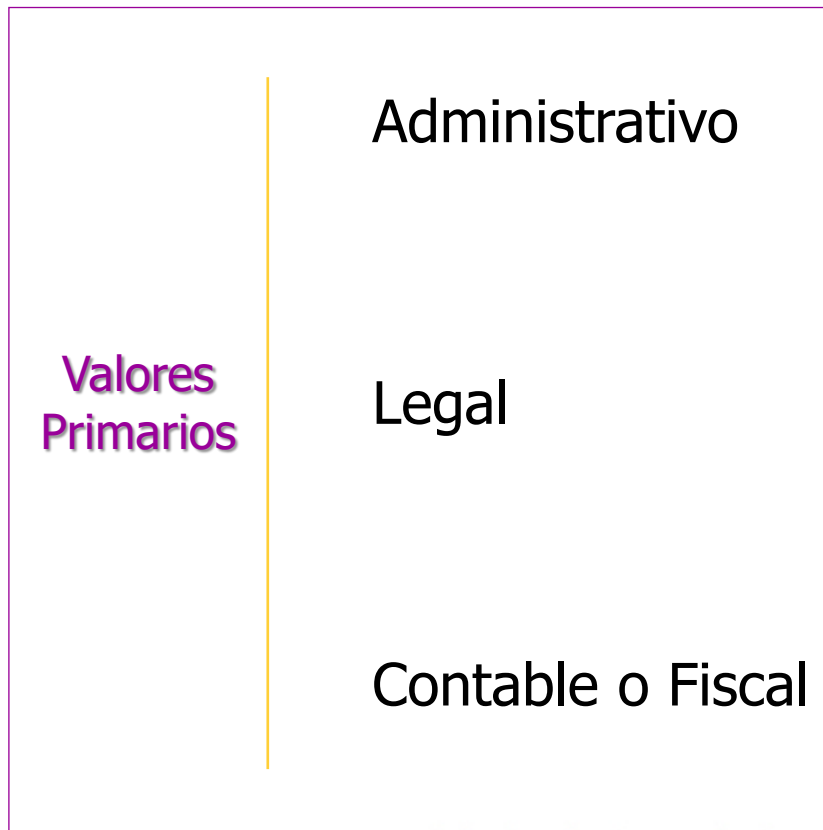 Administrativo
Valores
Primarios
Legal
Contable o Fiscal